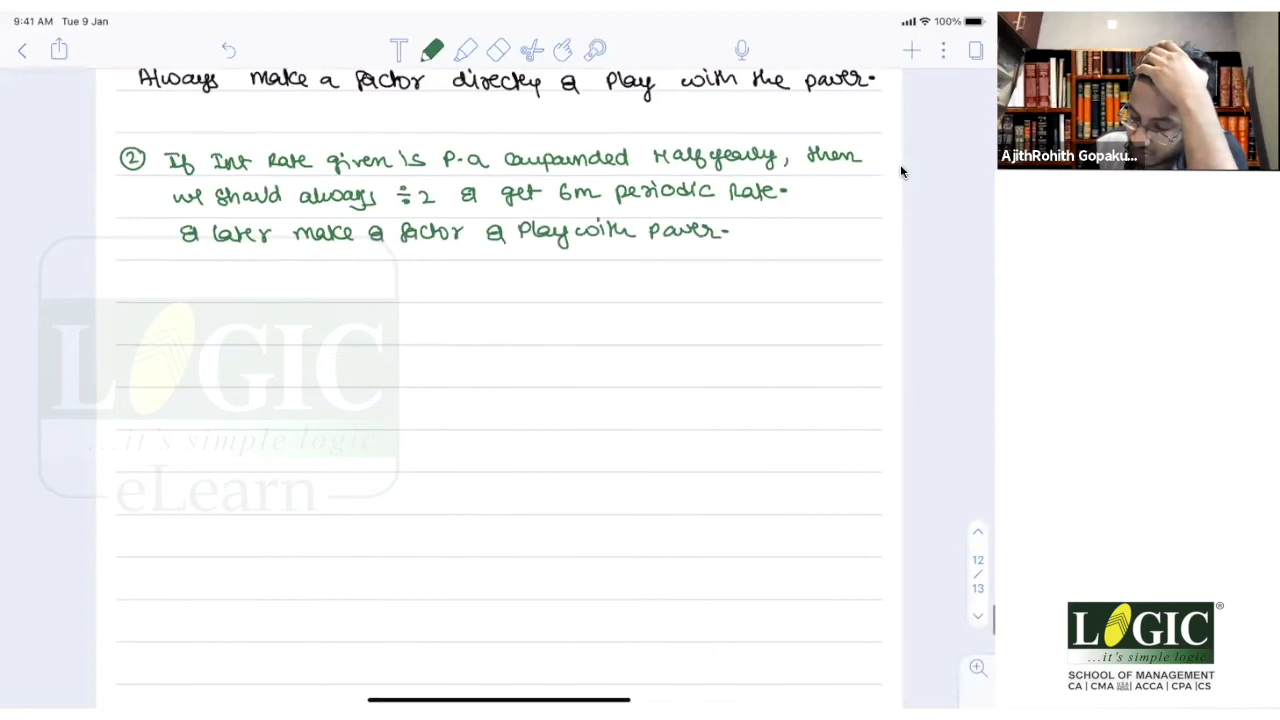 9:41 AM Tue 9 Jan
100%
Always make a factor directly & Play with the power.
② If Int Rate given is P.a Compounded Half yearly, then
we should always ÷2 & get 6m periodic Rate.
& later make a factor & Play with power.
LOGIC
...it's simple logic
eLearn
12
/
13
AjithRohith Gopaku...
LOGIC®
...it's simple logic
SCHOOL OF MANAGEMENT
CA | CMA | ACCA | CPA | CS